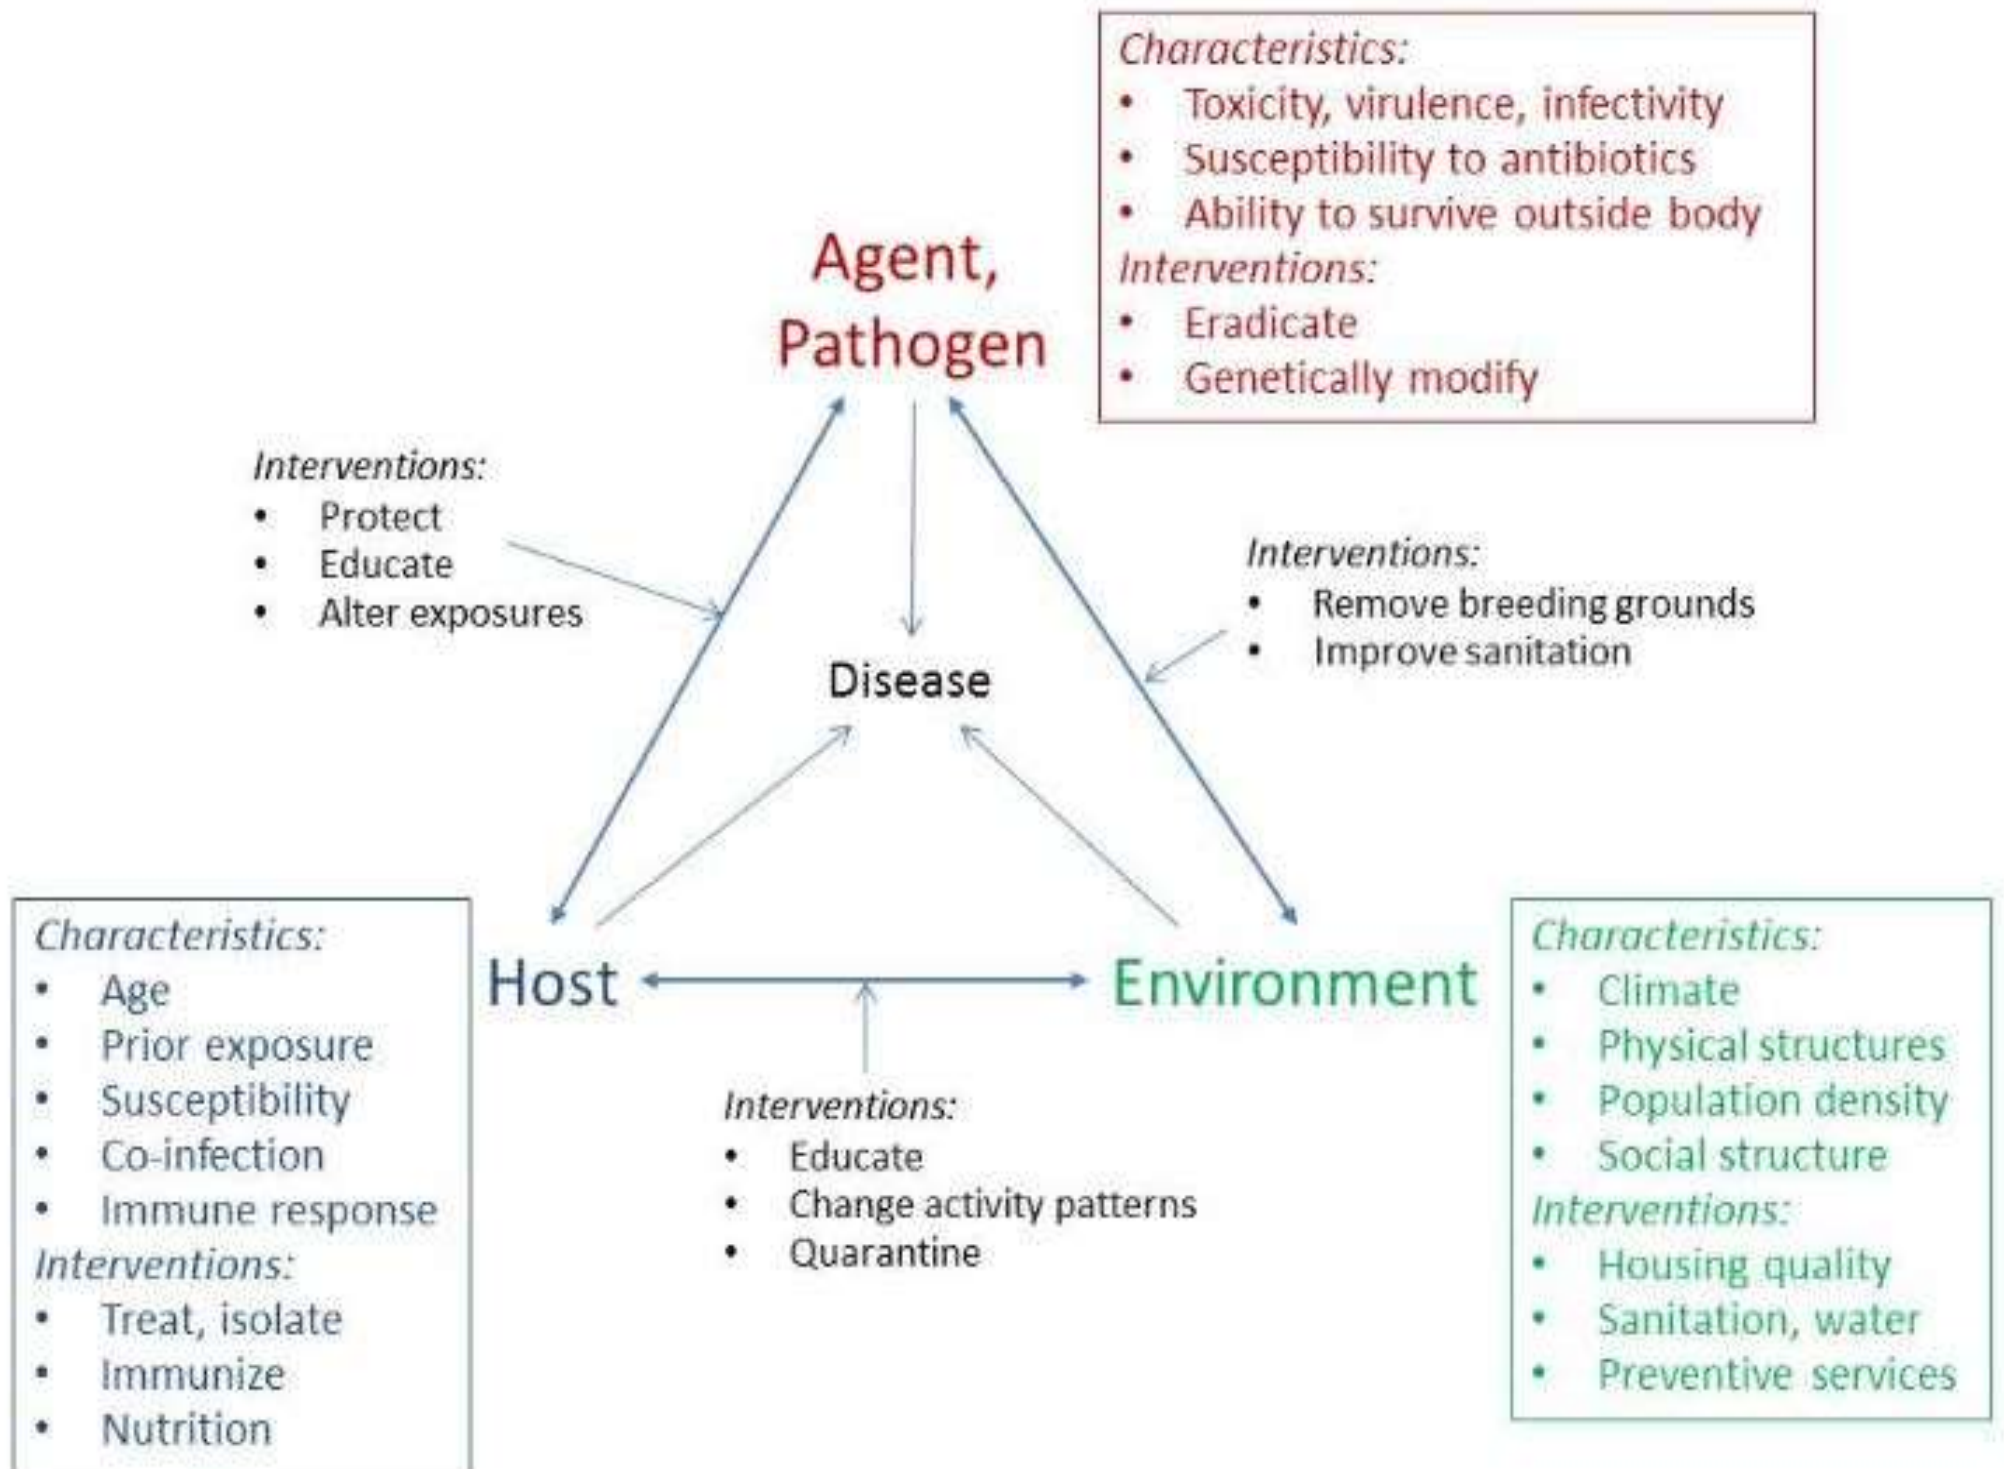 Characteristics:
• Toxicity, virulence, infectivity
• Susceptibility to antibiotics
• Ability to survive outside body
Interventions:
• Eradicate
• Genetically modify
Agent,
Pathogen
Interventions:
• Protect
• Educate
• Alter exposures
Interventions:
• Remove breeding grounds
• Improve sanitation
Disease
Characteristics:
• Age
• Prior exposure
• Susceptibility
• Co-infection
• Immune response
Interventions:
• Treat, isolate
• Immunize
• Nutrition
Host
Environment
Interventions:
• Educate
• Change activity patterns
• Quarantine
Characteristics:
• Climate
• Physical structures
• Population density
• Social structure
Interventions:
• Housing quality
• Sanitation, water
• Preventive services